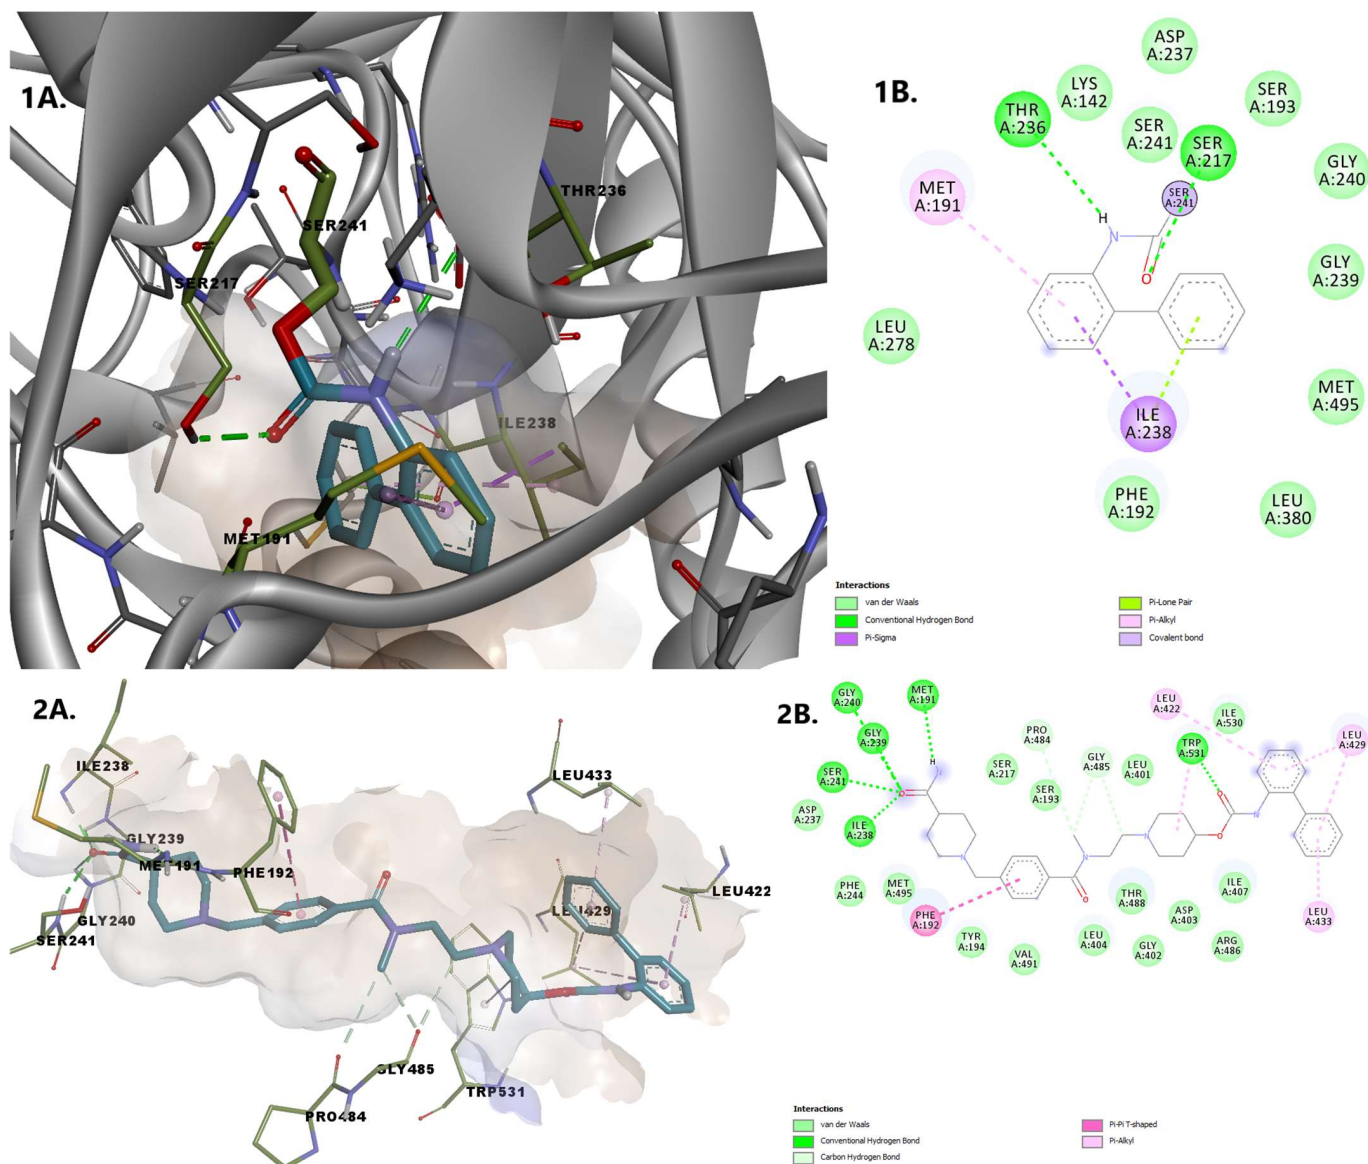 1A.
SER241
THR236
SER217
ILE238
MET191
1B.
ASP
A:237
LYS
A:142
SER
A:193
THR
A:236
SER
A:241
SER
A:217
GLY
A:240
MET
A:191
SER
A:241
H
N
O
GLY
A:239
LEU
A:278
MET
A:495
ILE
A:238
PHE
A:192
LEU
A:380
Interactions
van der Waals
Conventional Hydrogen Bond
Pi-Sigma
Pi-Lone Pair
Pi-Alkyl
Covalent bond
2A.
ILE238
GLY239
MET191
PHE192
GLY240
SER241
LEU433
LEU422
LEU429
GLY485
TRP531
PRO484
2B.
GLY
A:240
MET
A:191
LEU
A:422
ILE
A:530
GLY
A:239
PRO
A:484
TRP
A:531
LEU
A:429
SER
A:241
SER
A:217
GLY
A:485
LEU
A:401
SER
A:193
ASP
A:237
ILE
A:238
H
N
O
N
N
O
N
O
O
N
PHE
A:244
MET
A:495
PHE
A:192
THR
A:488
ILE
A:407
ASP
A:403
LEU
A:433
TYR
A:194
VAL
A:491
LEU
A:404
GLY
A:402
ARG
A:486
Interactions
van der Waals
Conventional Hydrogen Bond
Carbon Hydrogen Bond
Pi-Pi T-shaped
Pi-Alkyl